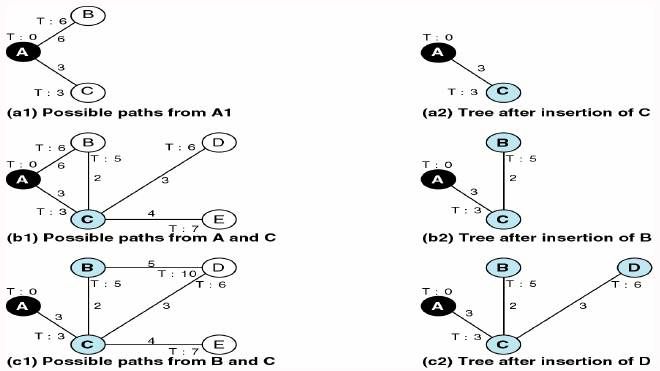 T : 6 B
T : 0 6
A
3
T : 3 C
(a1) Possible paths from A1
T : 0
A
3
T : 3 C
(a2) Tree after insertion of C
T : 6 B T : 6 D
T : 0 6 T : 5
A 2
3 3
T : 3 4
C E
T : 7
(b1) Possible paths from A and C
B
T : 0 T : 5
A 2
3
T : 3 C
(b2) Tree after insertion of B
B 5 D
T : 10
T : 0 T : 5 T : 6
A 2
3 3
T : 3 4
C E
T : 7
(c1) Possible paths from B and C
B D
T : 0 T : 5 T : 6
A 2
3 3
T : 3 C
(c2) Tree after insertion of D